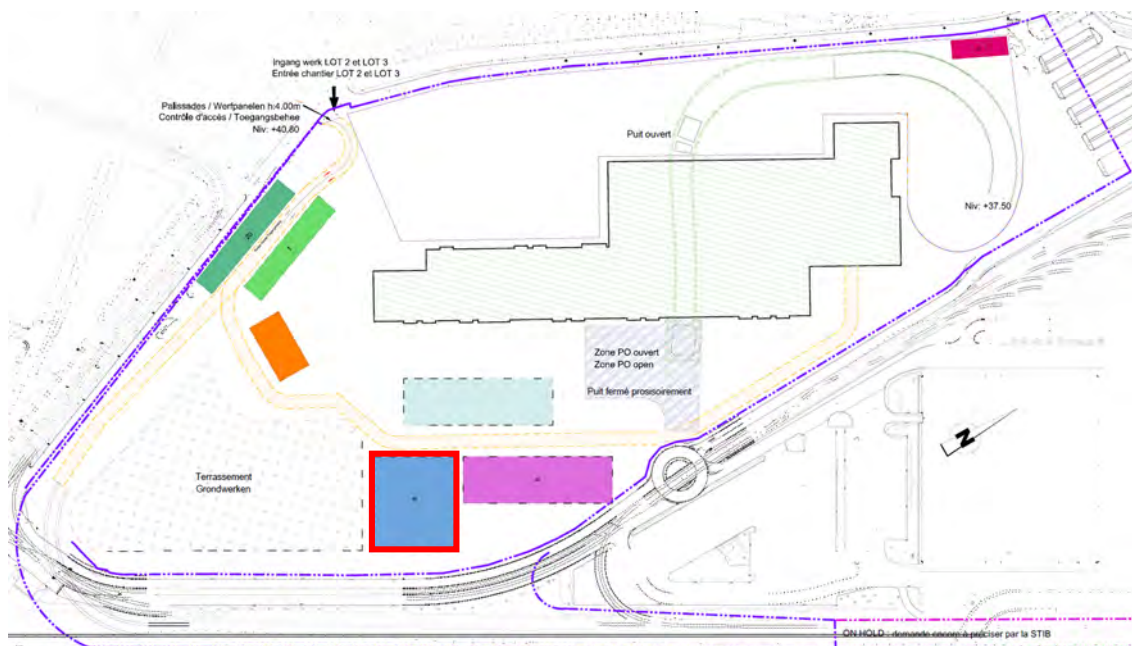 Ingang werk LOT 2 et LOT 3
Entrée chantier LOT 2 et LOT 3
Palissades / Werfpanelen h:4.00m
Contrôle d'accés / Toegangsbehee
Niv: +40.80
Puit ouvert
Niv: +37.50
Zone PO ouvert
Zone PO open
Puit fermé prosisoirement
Terrassement
Grondwerken
N
ON HOLD : demande encore à préciser par la STIB